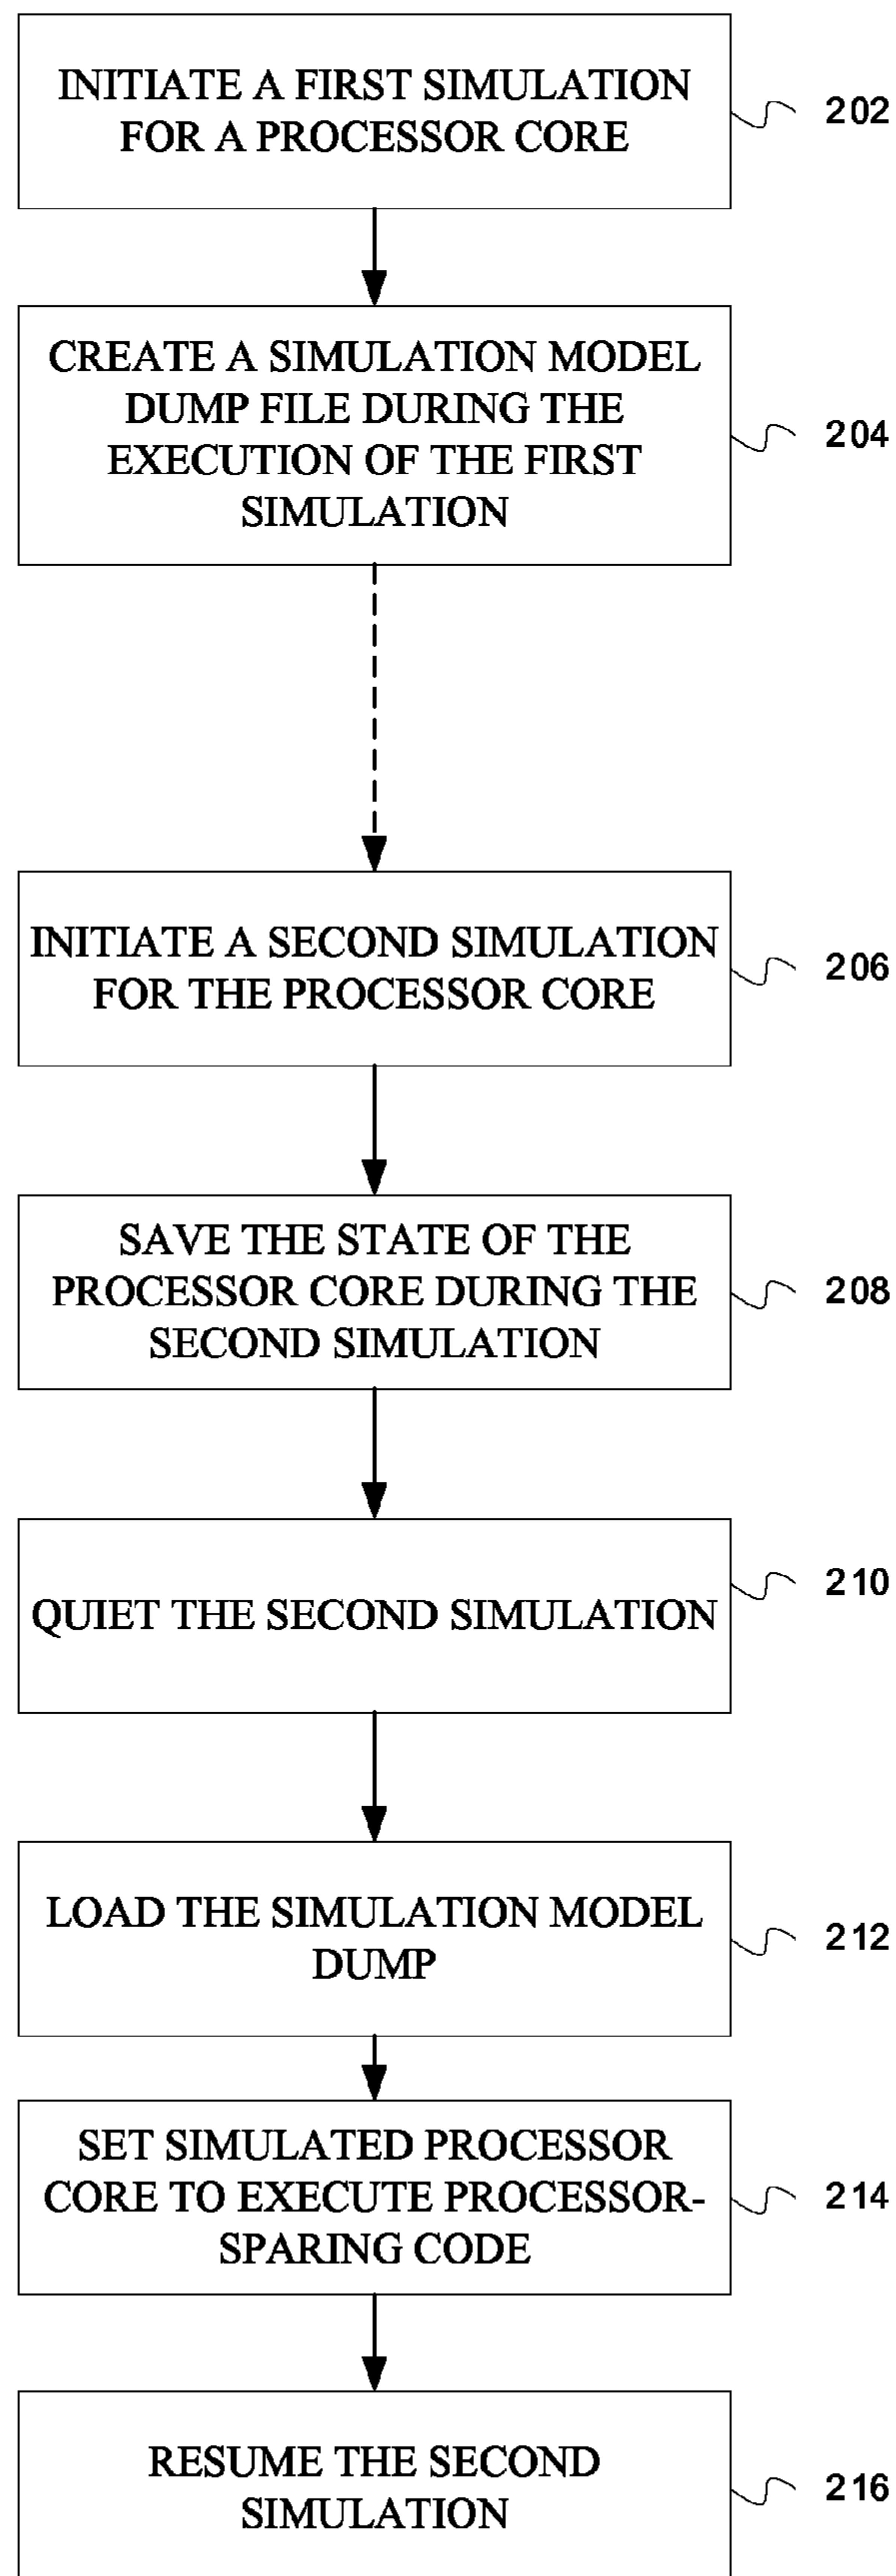 INITIATE A FIRST SIMULATION
FOR A PROCESSOR CORE
202
CREATE A SIMULATION MODEL
DUMP FILE DURING THE
EXECUTION OF THE FIRST
SIMULATION
204
INITIATE A SECOND SIMULATION
FOR THE PROCESSOR CORE
206
SAVE THE STATE OF THE
PROCESSOR CORE DURING THE
SECOND SIMULATION
208
QUIET THE SECOND SIMULATION
210
LOAD THE SIMULATION MODEL
DUMP
212
SET SIMULATED PROCESSOR
CORE TO EXECUTE PROCESSOR-
SPARING CODE
214
RESUME THE SECOND
SIMULATION
216